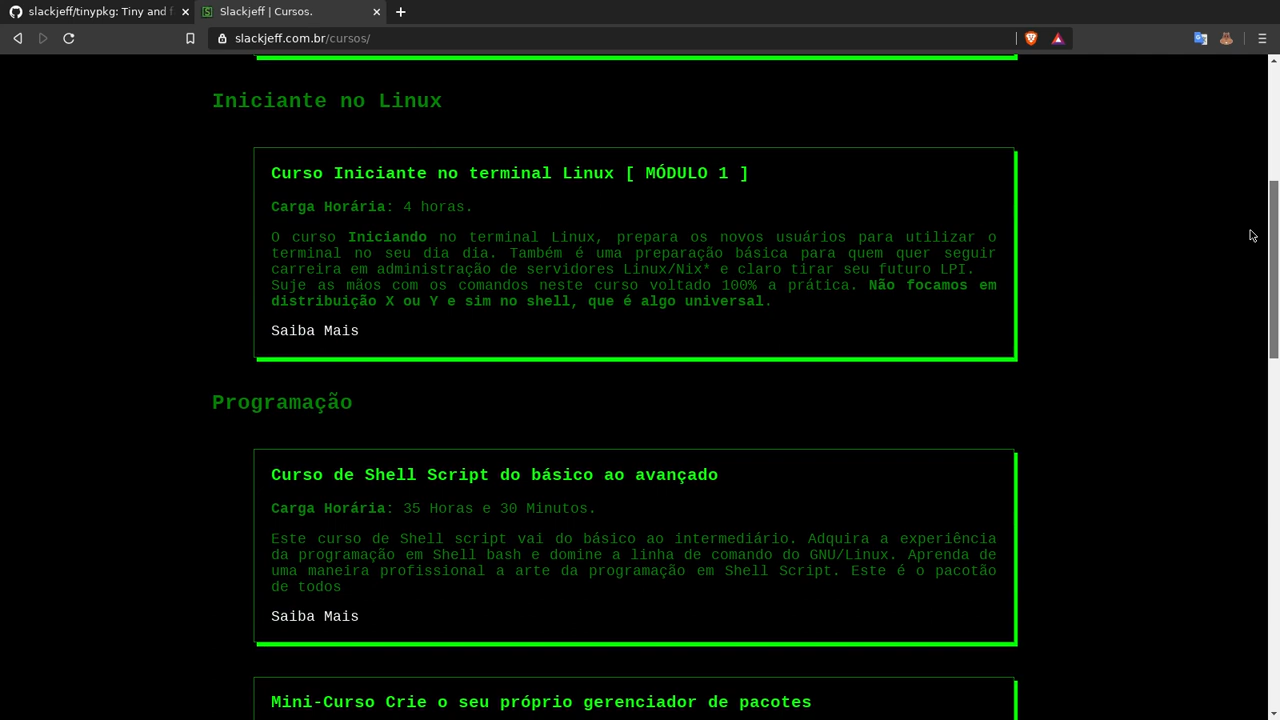 slackjeff/tinypkg: Tiny and f
Slackjeff | Cursos.
slackjeff.com.br/cursos/
Iniciante no Linux
Curso Iniciante no terminal Linux [ MÓDULO 1 ]
Carga Horária: 4 horas.
O curso Iniciando no terminal Linux, prepara os novos usuários para utilizar o
terminal no seu dia dia. Também é uma preparação básica para quem quer seguir
carreira em administração de servidores Linux/Nix* e claro tirar seu futuro LPI.
Suje as mãos com os comandos neste curso voltado 100% a prática. Não focamos em
distribuição X ou Y e sim no shell, que é algo universal.
Saiba Mais
Programação
Curso de Shell Script do básico ao avançado
Carga Horária: 35 Horas e 30 Minutos.
Este curso de Shell script vai do básico ao intermediário. Adquira a experiência
da programação em Shell bash e domine a linha de comando do GNU/Linux. Aprenda de
uma maneira profissional a arte da programação em Shell Script. Este é o pacotão
de todos
Saiba Mais
Mini-Curso Crie o seu próprio gerenciador de pacotes